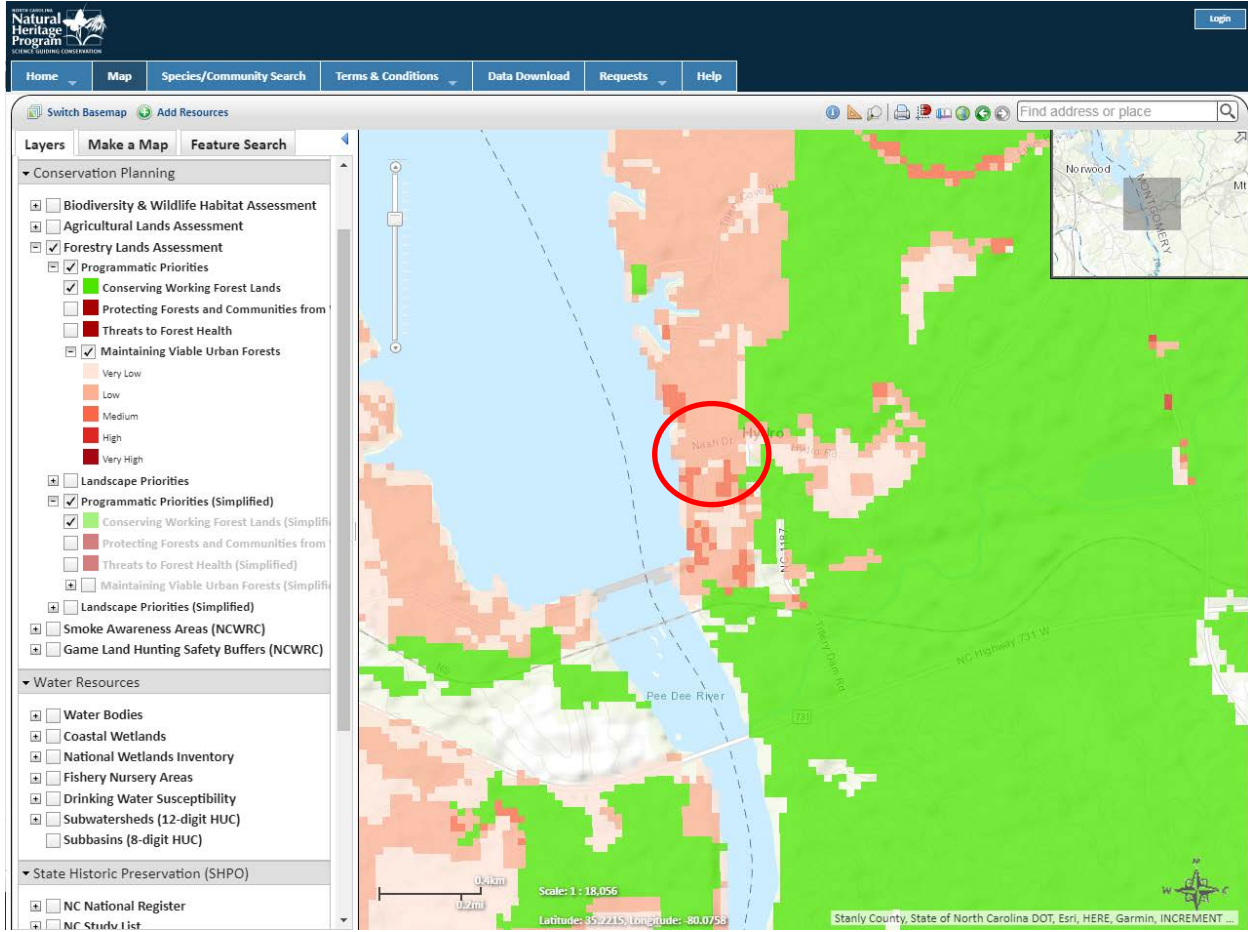 NORTH CAROLINA
Natural
Heritage
Program
SCIENCE GUIDING CONSERVATION
Login
Home
Map
Species/Community Search
Terms & Conditions
Data Download
Requests
Help
Switch Basemap
Add Resources
Find address or place
Layers
Make a Map
Feature Search
Conservation Planning
Biodiversity & Wildlife Habitat Assessment
Agricultural Lands Assessment
Forestry Lands Assessment
Programmatic Priorities
Conserving Working Forest Lands
Protecting Forests and Communities from
Threats to Forest Health
Maintaining Viable Urban Forests
Very Low
Low
Medium
High
Very High
Landscape Priorities
Programmatic Priorities (Simplified)
Conserving Working Forest Lands (Simplifi
Protecting Forests and Communities from
Threats to Forest Health (Simplified)
Maintaining Viable Urban Forests (Simplifi
Landscape Priorities (Simplified)
Smoke Awareness Areas (NCWRC)
Game Land Hunting Safety Buffers (NCWRC)
Water Resources
Water Bodies
Coastal Wetlands
National Wetlands Inventory
Fishery Nursery Areas
Drinking Water Susceptibility
Subwatersheds (12-digit HUC)
Subbasins (8-digit HUC)
State Historic Preservation (SHPO)
NC National Register
NC Study List
Norwood
Mt
MONTGOMERY
Nash Dr
Hydro
Hydro Rd
NC-1187
Tillery Dam Rd
NC Highway 731 W
NS
Pee Dee River
731
0.4km
0.2mi
Scale: 1 : 18,056
Latitude: 35.2215, Longitude: -80.0758
N
W
E
S
Stanly County, State of North Carolina DOT, Esri, HERE, Garmin, INCREMENT ...